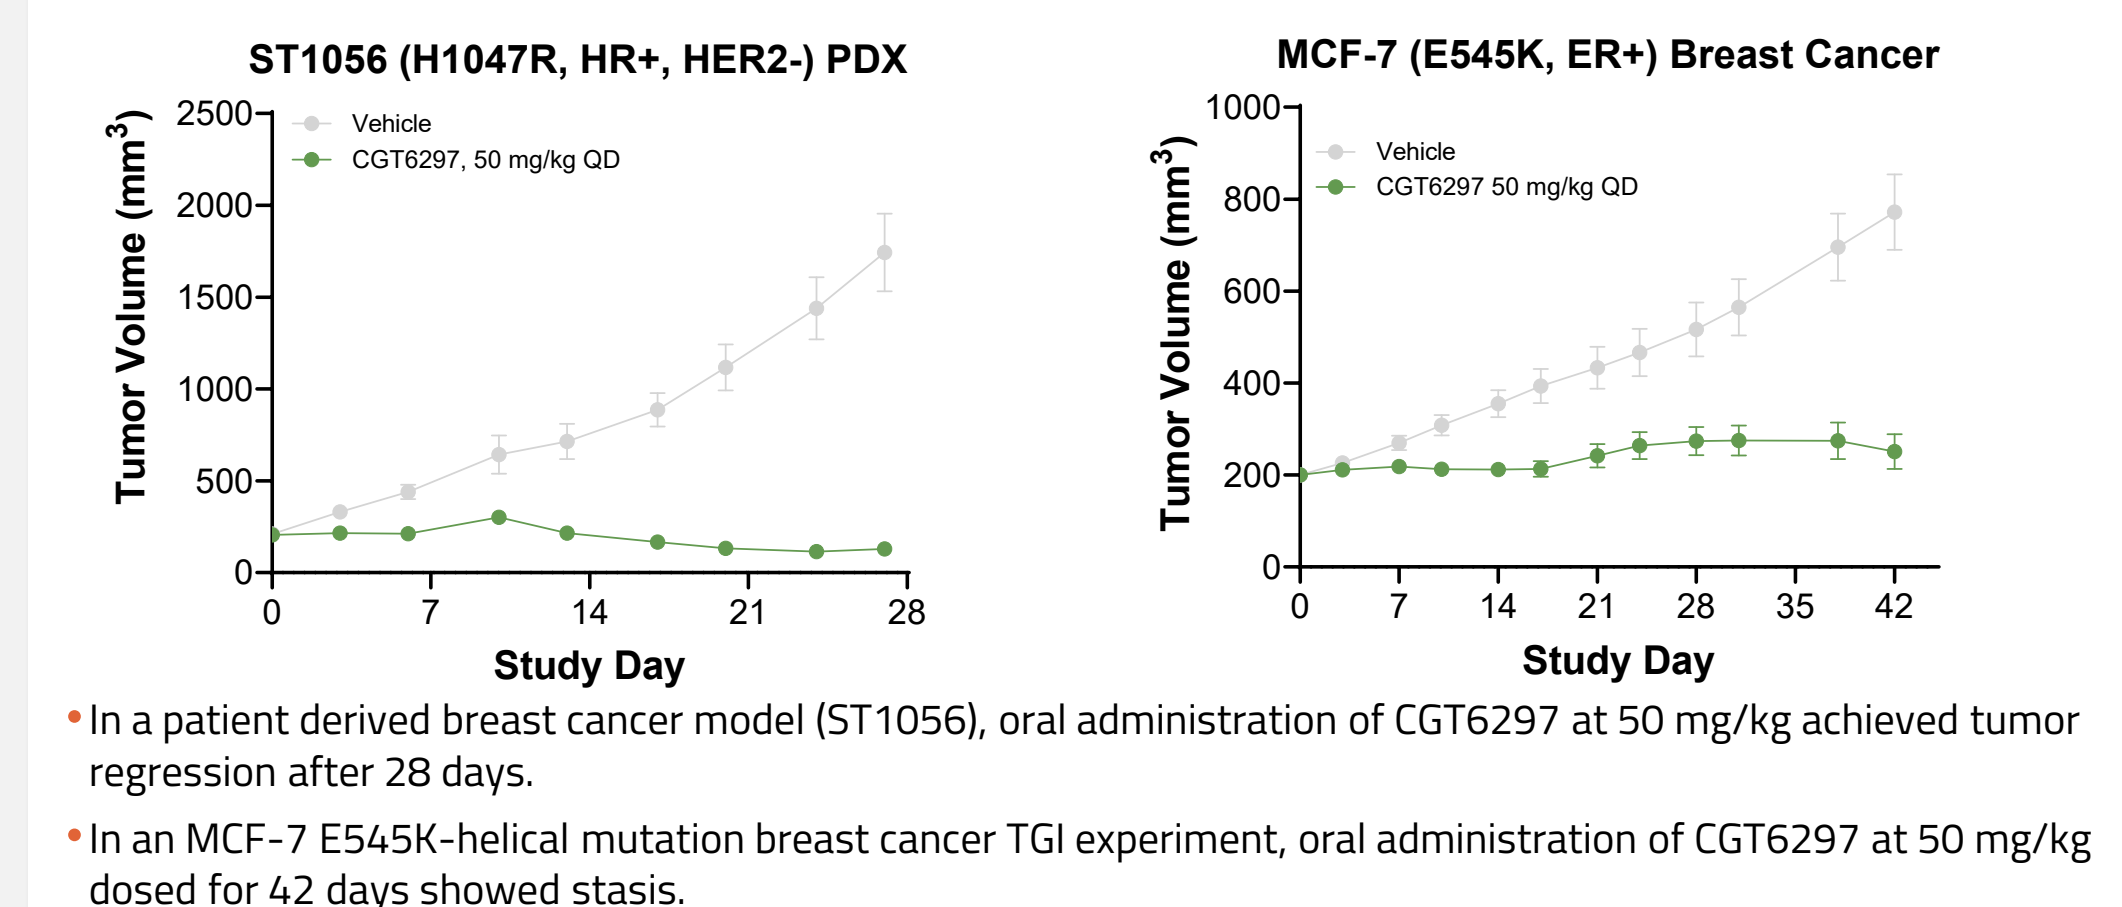 ST1056 (H1047R, HR+, HER2-) PDX
Tumor Volume (mm³)
2500
2000
1500
1000
500
0
Vehicle
CGT6297, 50 mg/kg QD
0 7 14 21 28
Study Day
MCF-7 (E545K, ER+) Breast Cancer
Tumor Volume (mm³)
1000
800
600
400
200
0
Vehicle
CGT6297 50 mg/kg QD
0 7 14 21 28 35 42
Study Day
• In a patient derived breast cancer model (ST1056), oral administration of CGT6297 at 50 mg/kg achieved tumor
regression after 28 days.
• In an MCF-7 E545K-helical mutation breast cancer TGI experiment, oral administration of CGT6297 at 50 mg/kg
dosed for 42 days showed stasis.